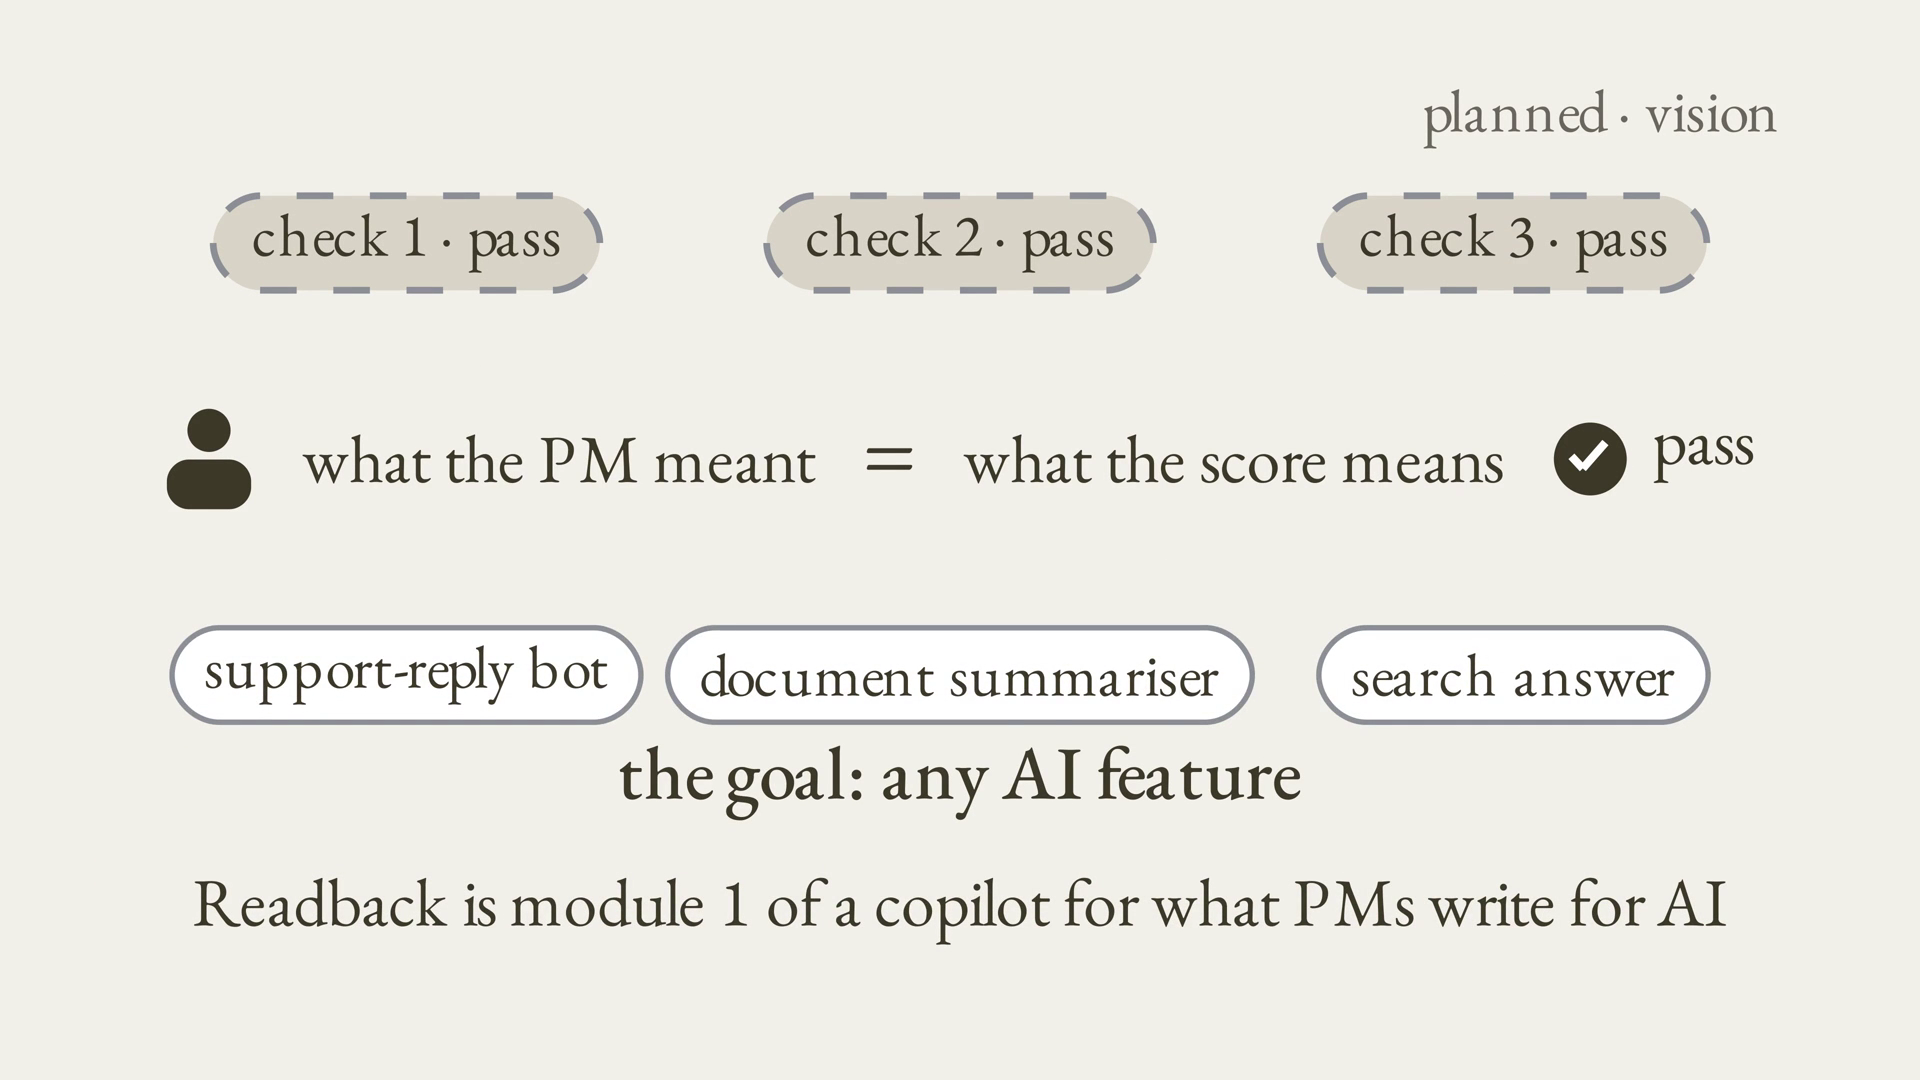 planned · vision
check 1 · pass
check 2 · pass
check 3 · pass
what the PM meant = what the score means pass
support-reply bot
document summariser
search answer
the goal: any AI feature
Readback is module 1 of a copilot for what PMs write for AI